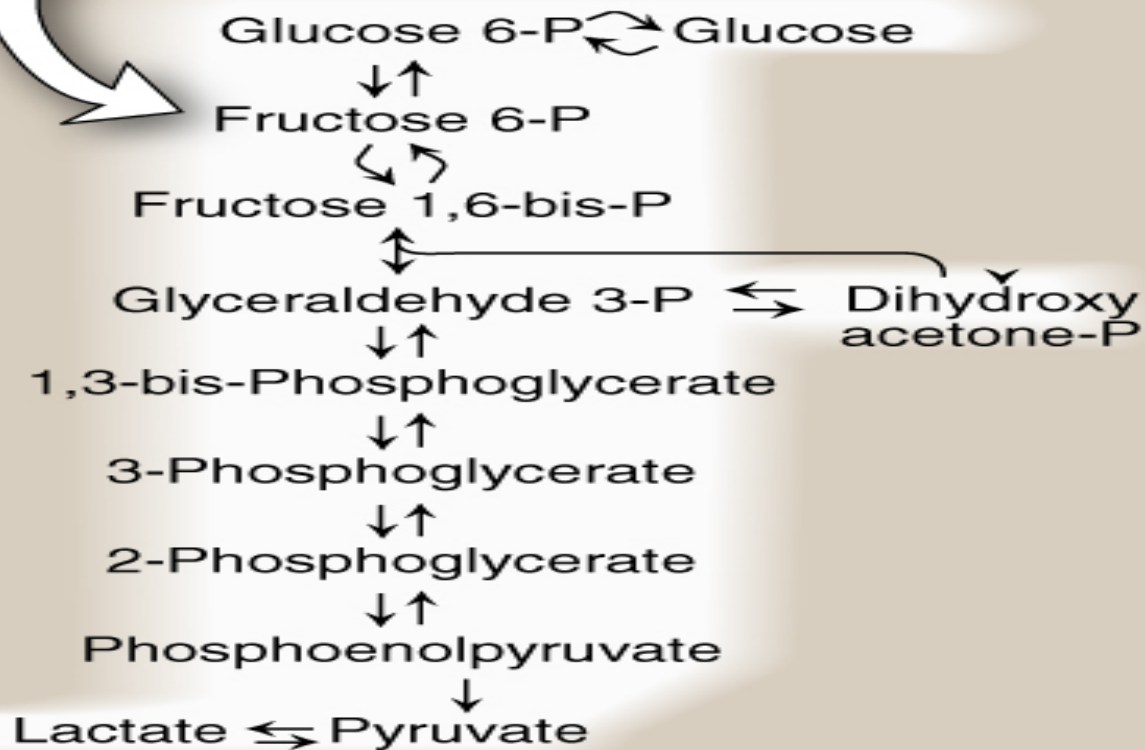 Glucose 6-P Glucose
Fructose 6-P
Fructose 1,6-bis-P
Glyceraldehyde 3-P Dihydroxy
acetone-P
1,3-bis-Phosphoglycerate
3-Phosphoglycerate
2-Phosphoglycerate
Phosphoenolpyruvate
Lactate Pyruvate